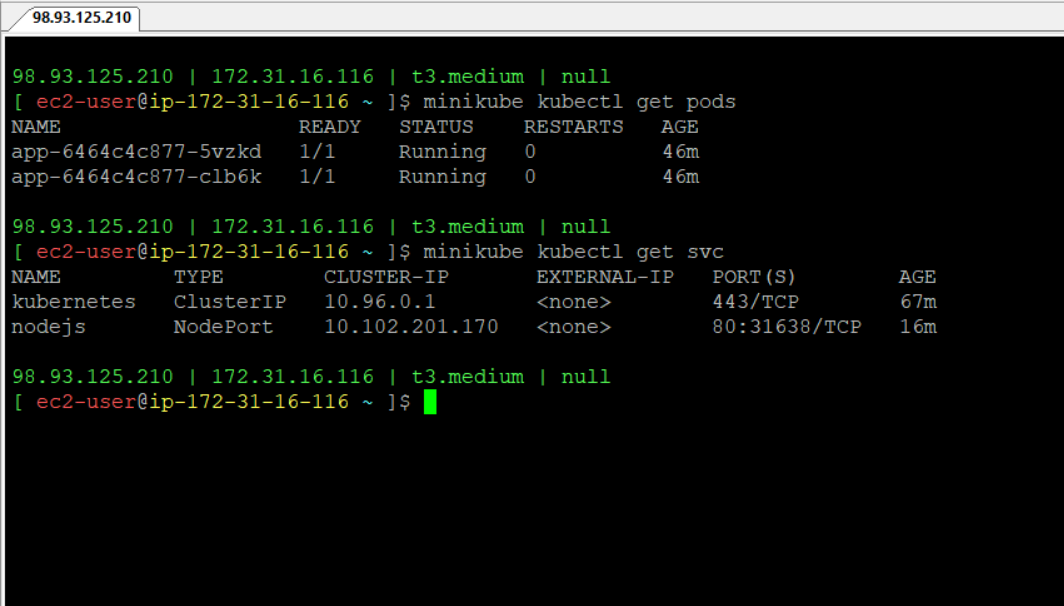 98.93.125.210
98.93.125.210 | 172.31.16.116 | t3.medium | null
[ ec2-user@ip-172-31-16-116 ~ ]$ minikube kubectl get pods
NAME                   READY   STATUS    RESTARTS   AGE
app-6464c4c877-5vzkd   1/1     Running   0          46m
app-6464c4c877-clb6k   1/1     Running   0          46m
98.93.125.210 | 172.31.16.116 | t3.medium | null
[ ec2-user@ip-172-31-16-116 ~ ]$ minikube kubectl get svc
NAME         TYPE        CLUSTER-IP       EXTERNAL-IP   PORT(S)        AGE
kubernetes   ClusterIP   10.96.0.1        <none>        443/TCP        67m
nodejs       NodePort    10.102.201.170   <none>        80:31638/TCP   16m
98.93.125.210 | 172.31.16.116 | t3.medium | null
[ ec2-user@ip-172-31-16-116 ~ ]$